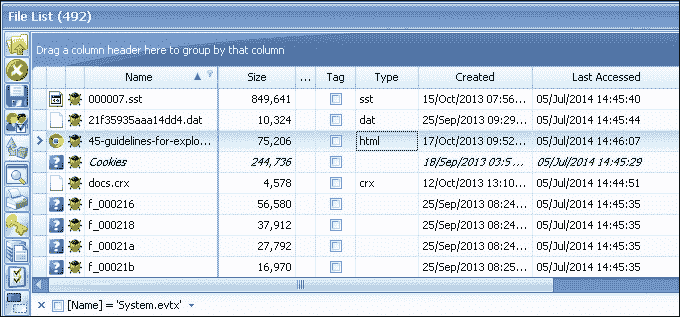 File List (492)
Drag a column header here to group by that column
Name Size ... Tag Type Created Last Accessed
000007.sst 849,641 sst 15/Oct/2013 07:56... 05/Jul/2014 14:45:40
21f35935aaa14dd4.dat 10,324 dat 25/Sep/2013 09:29... 05/Jul/2014 14:45:44
45-guidelines-for-explo... 75,206 html 17/Oct/2013 09:52... 05/Jul/2014 14:46:07
Cookies 244,736 18/Sep/2013 03:5... 05/Jul/2014 14:45:29
docs.crx 4,578 crx 12/Oct/2013 13:10... 05/Jul/2014 14:44:51
f_000216 56,580 25/Sep/2013 08:24... 05/Jul/2014 14:45:35
f_000218 37,912 25/Sep/2013 08:24... 05/Jul/2014 14:45:35
f_00021a 27,792 25/Sep/2013 08:24... 05/Jul/2014 14:45:35
f_00021b 16,970 25/Sep/2013 08:24... 05/Jul/2014 14:45:35
[Name] = 'System.evtx'